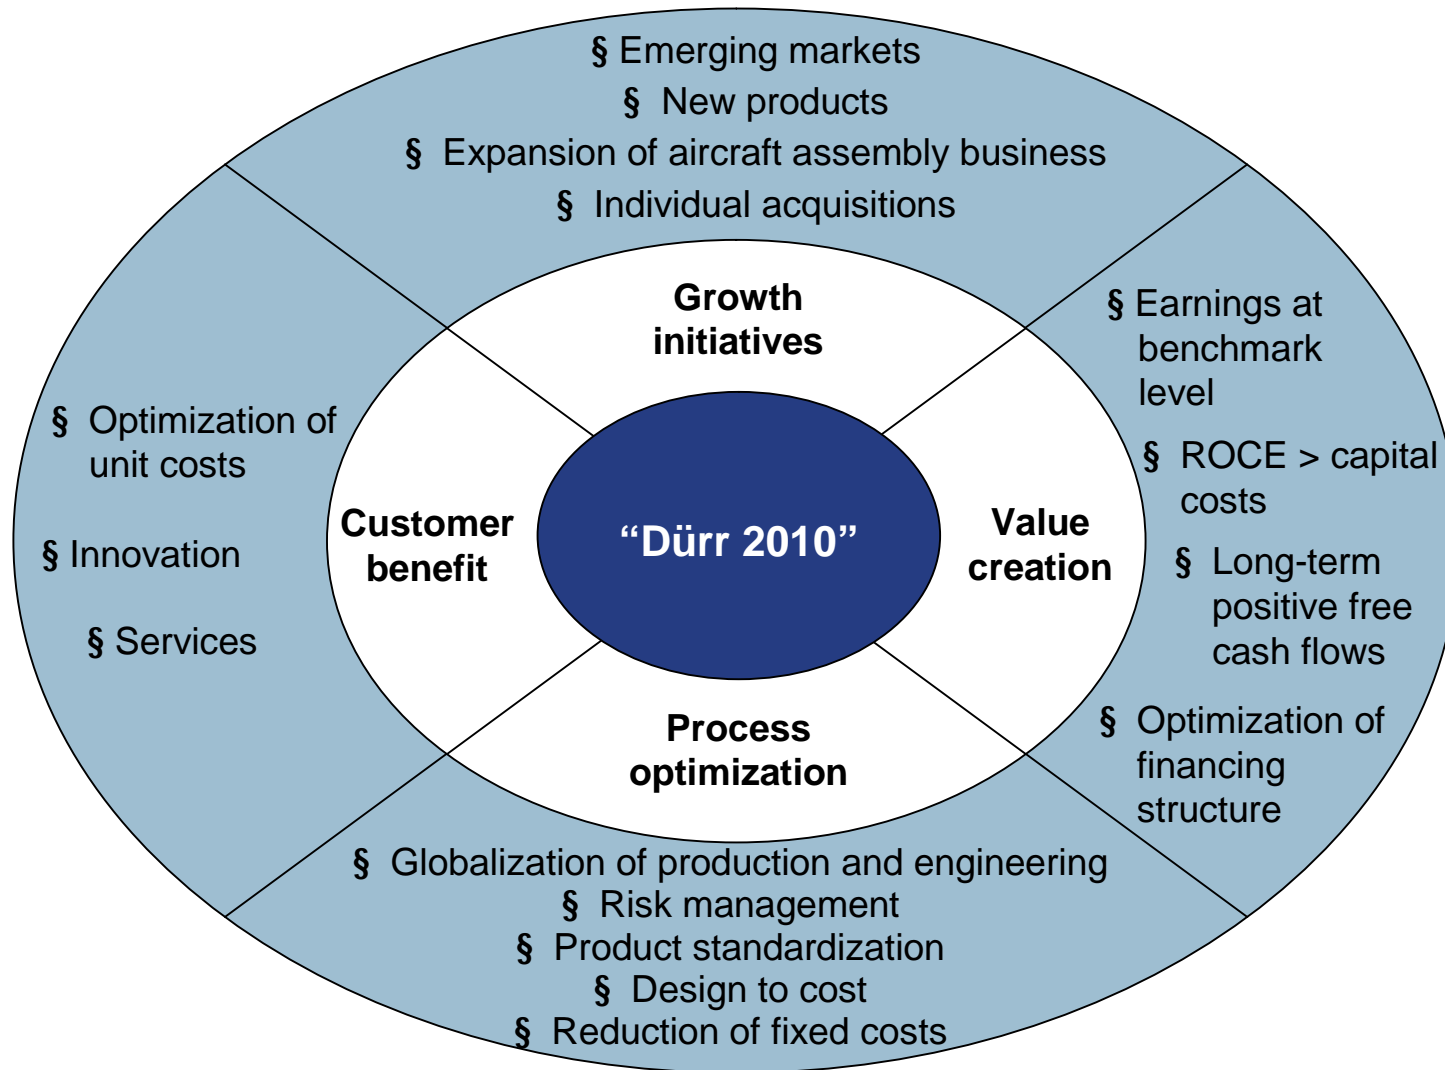 § Emerging markets
§ New products
§ Expansion of aircraft assembly business
§ Individual acquisitions
Growth
initiatives
§ Earnings at
benchmark
level
§ ROCE > capital
costs
§ Long-term
positive free
cash flows
§ Optimization of
financing
structure
Value
creation
“Dürr 2010”
Customer
benefit
§ Optimization of
unit costs
§ Innovation
§ Services
Process
optimization
§ Globalization of production and engineering
§ Risk management
§ Product standardization
§ Design to cost
§ Reduction of fixed costs